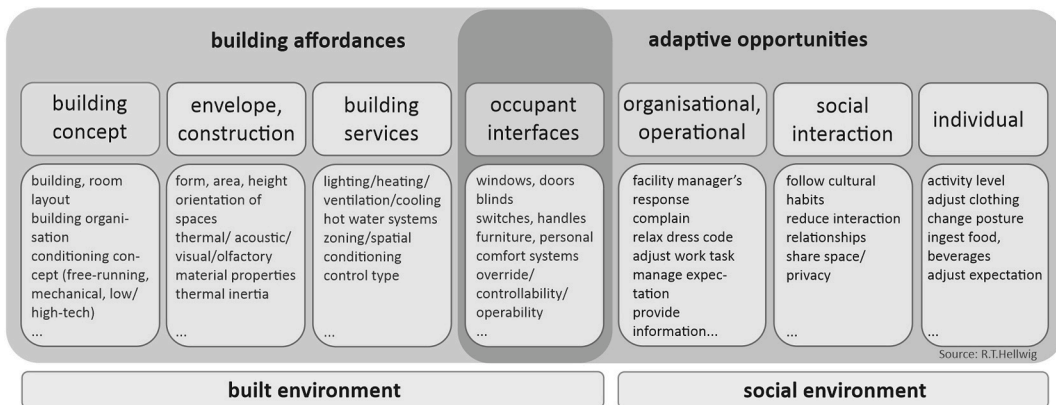 building affordances
adaptive opportunities
building
concept
envelope,
construction
building
services
occupant
interfaces
organisational,
operational
social
interaction
individual
building, room
layout
building organi-
sation
conditioning con-
cept (free-running,
mechanical, low/
high-tech)
...
form, area, height
orientation of
spaces
thermal/ acoustic/
visual/olfactory
material properties
thermal inertia
...
lighting/heating/
ventilation/cooling
hot water systems
zoning/spatial
conditioning
control type
...
windows, doors
blinds
switches, handles
furniture, personal
comfort systems
override/
controllability/
operability
...
facility manager's
response
complain
relax dress code
adjust work task
manage expec-
tation
provide
information...
follow cultural
habits
reduce interaction
relationships
share space/
privacy
...
activity level
adjust clothing
change posture
ingest food,
beverages
adjust expectation
...
Source: R.T.Hellwig
built environment
social environment